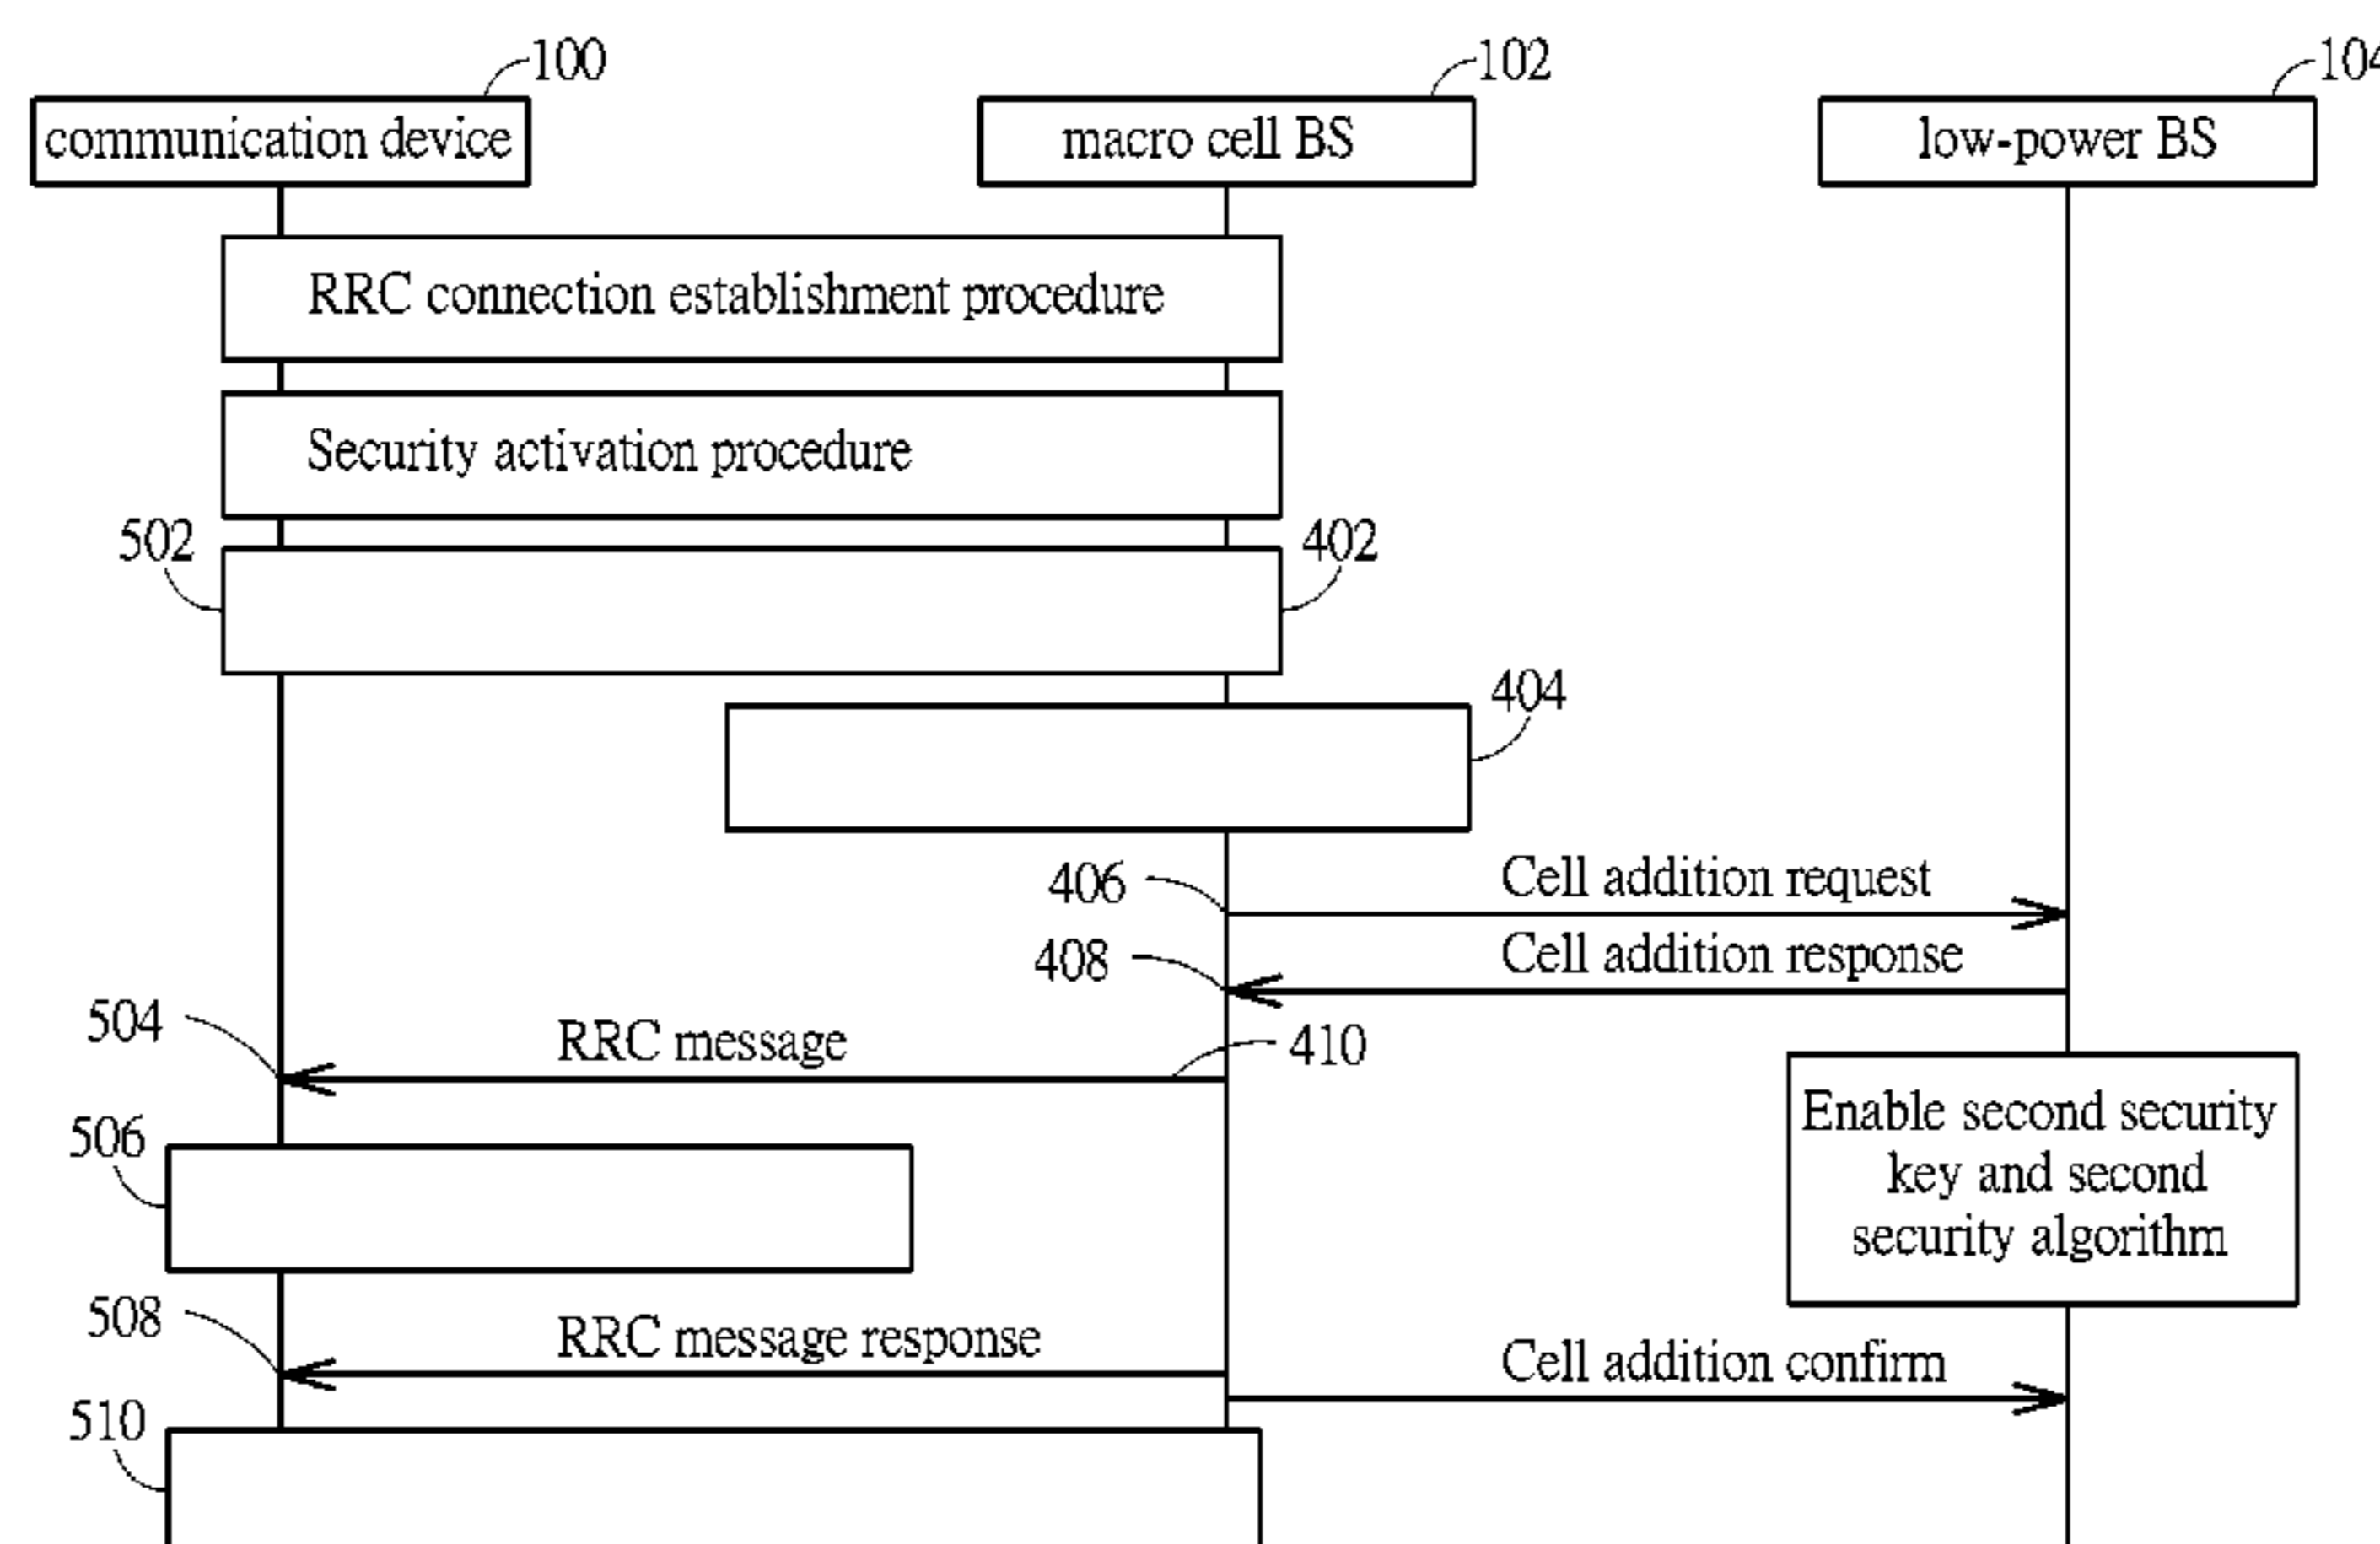 100
102
104
communication device
macro cell BS
low-power BS
RRC connection establishment procedure
Security activation procedure
502
402
404
406
Cell addition request
408
Cell addition response
504
RRC message
410
506
Enable second security
key and second
security algorithm
508
RRC message response
Cell addition confirm
510